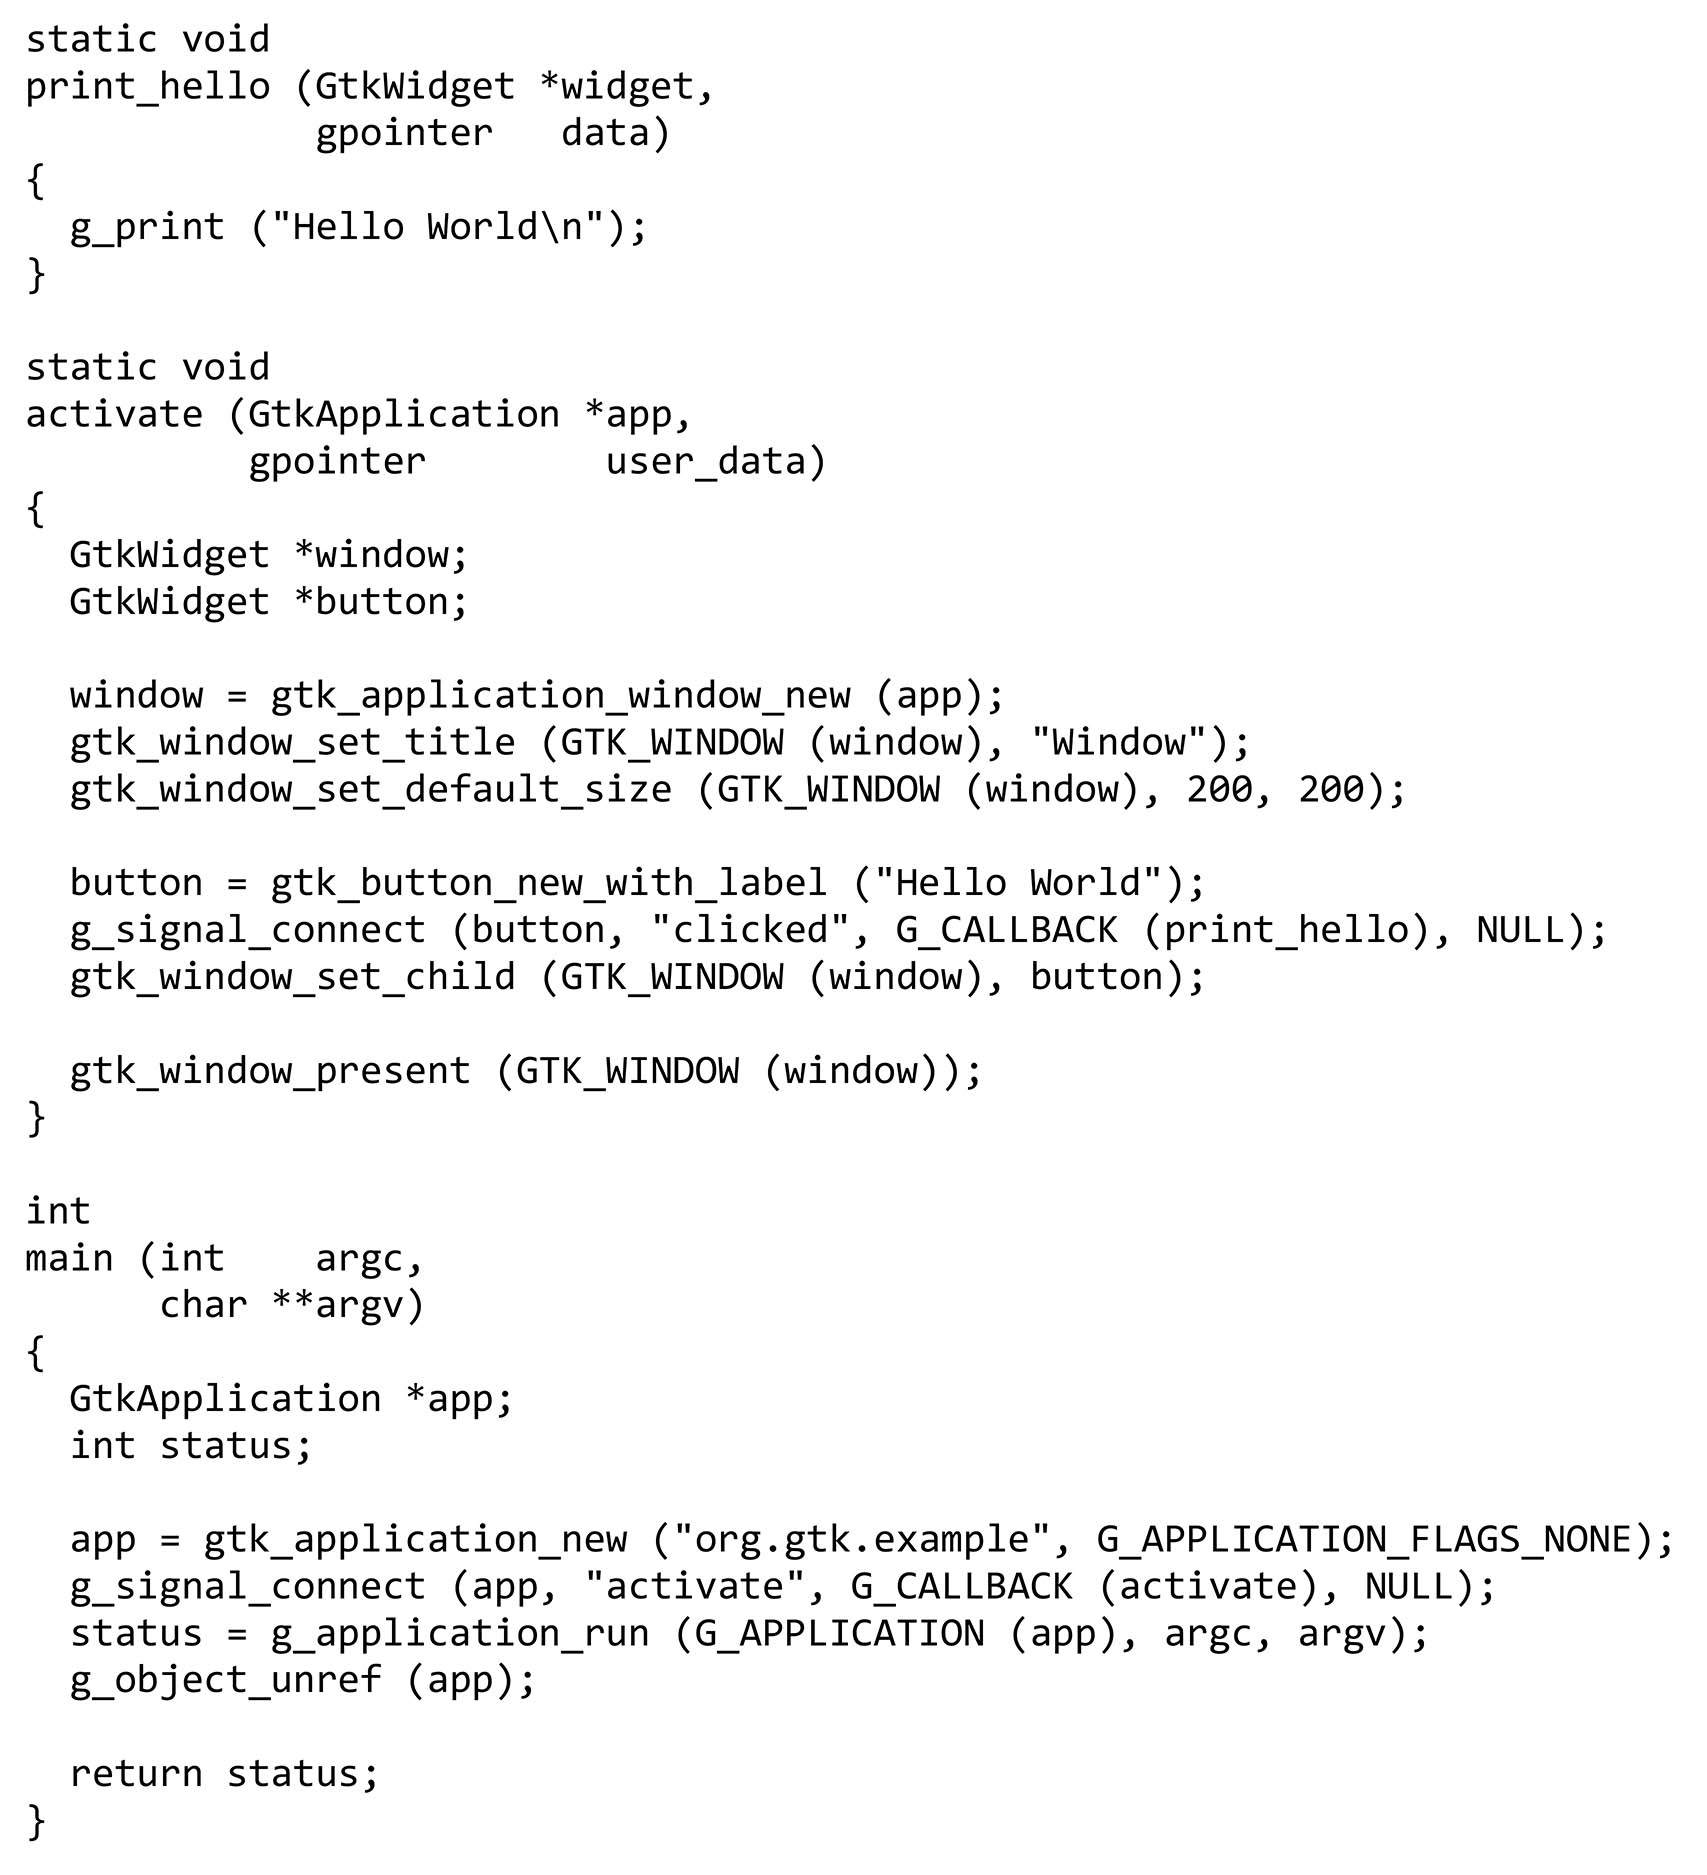 static void
print_hello (GtkWidget *widget,
             gpointer   data)
{
  g_print ("Hello World\n");
}

static void
activate (GtkApplication *app,
          gpointer        user_data)
{
  GtkWidget *window;
  GtkWidget *button;

  window = gtk_application_window_new (app);
  gtk_window_set_title (GTK_WINDOW (window), "Window");
  gtk_window_set_default_size (GTK_WINDOW (window), 200, 200);

  button = gtk_button_new_with_label ("Hello World");
  g_signal_connect (button, "clicked", G_CALLBACK (print_hello), NULL);
  gtk_window_set_child (GTK_WINDOW (window), button);

  gtk_window_present (GTK_WINDOW (window));
}

int
main (int    argc,
      char **argv)
{
  GtkApplication *app;
  int status;

  app = gtk_application_new ("org.gtk.example", G_APPLICATION_FLAGS_NONE);
  g_signal_connect (app, "activate", G_CALLBACK (activate), NULL);
  status = g_application_run (G_APPLICATION (app), argc, argv);
  g_object_unref (app);

  return status;
}